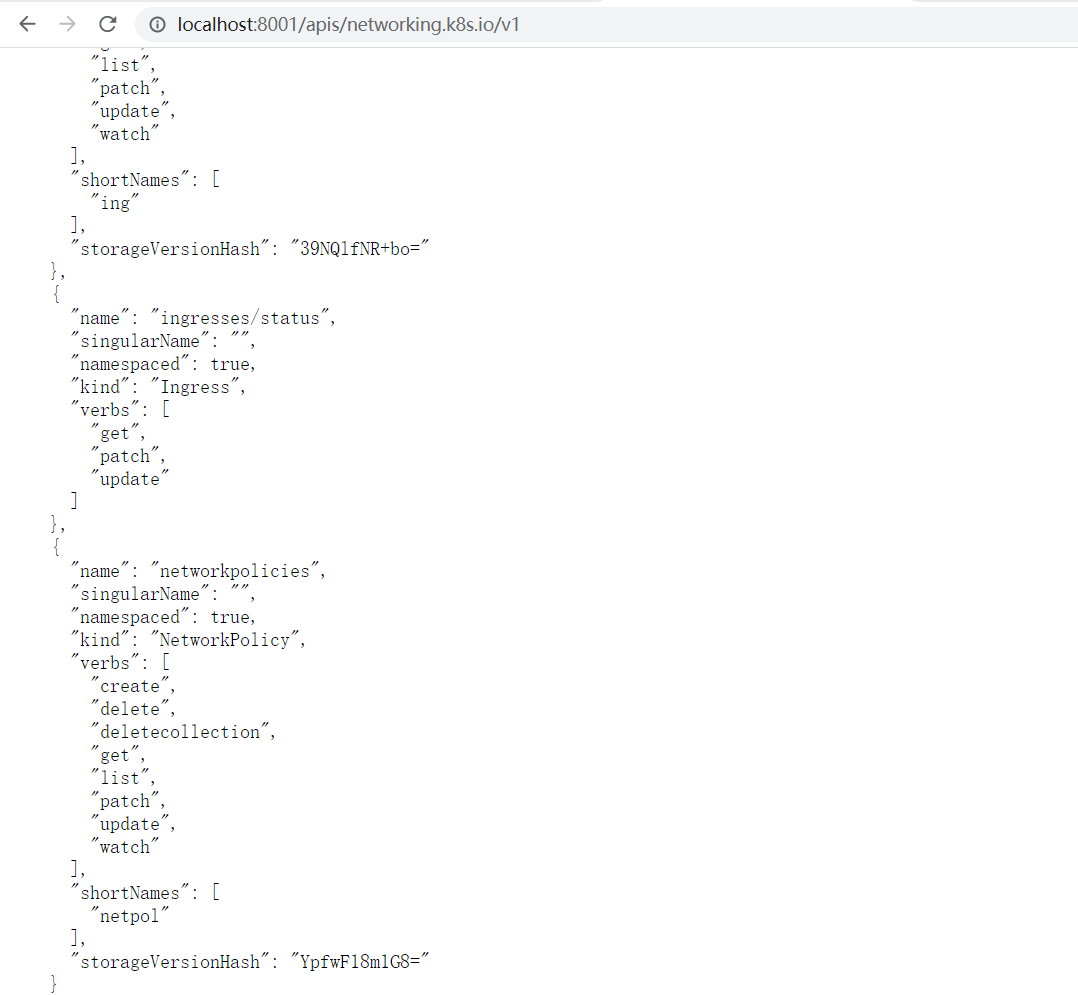 localhost:8001/apis/networking.k8s.io/v1
"list",
"patch",
"update",
"watch"
],
"shortNames": [
"ing"
],
"storageVersionHash": "39NQlfNR+bo="
},
{
"name": "ingresses/status",
"singularName": "",
"namespaced": true,
"kind": "Ingress",
"verbs": [
"get",
"patch",
"update"
]
},
{
"name": "networkpolicies",
"singularName": "",
"namespaced": true,
"kind": "NetworkPolicy",
"verbs": [
"create",
"delete",
"deletecollection",
"get",
"list",
"patch",
"update",
"watch"
],
"shortNames": [
"netpol"
],
"storageVersionHash": "YpfwF18m1G8="
}